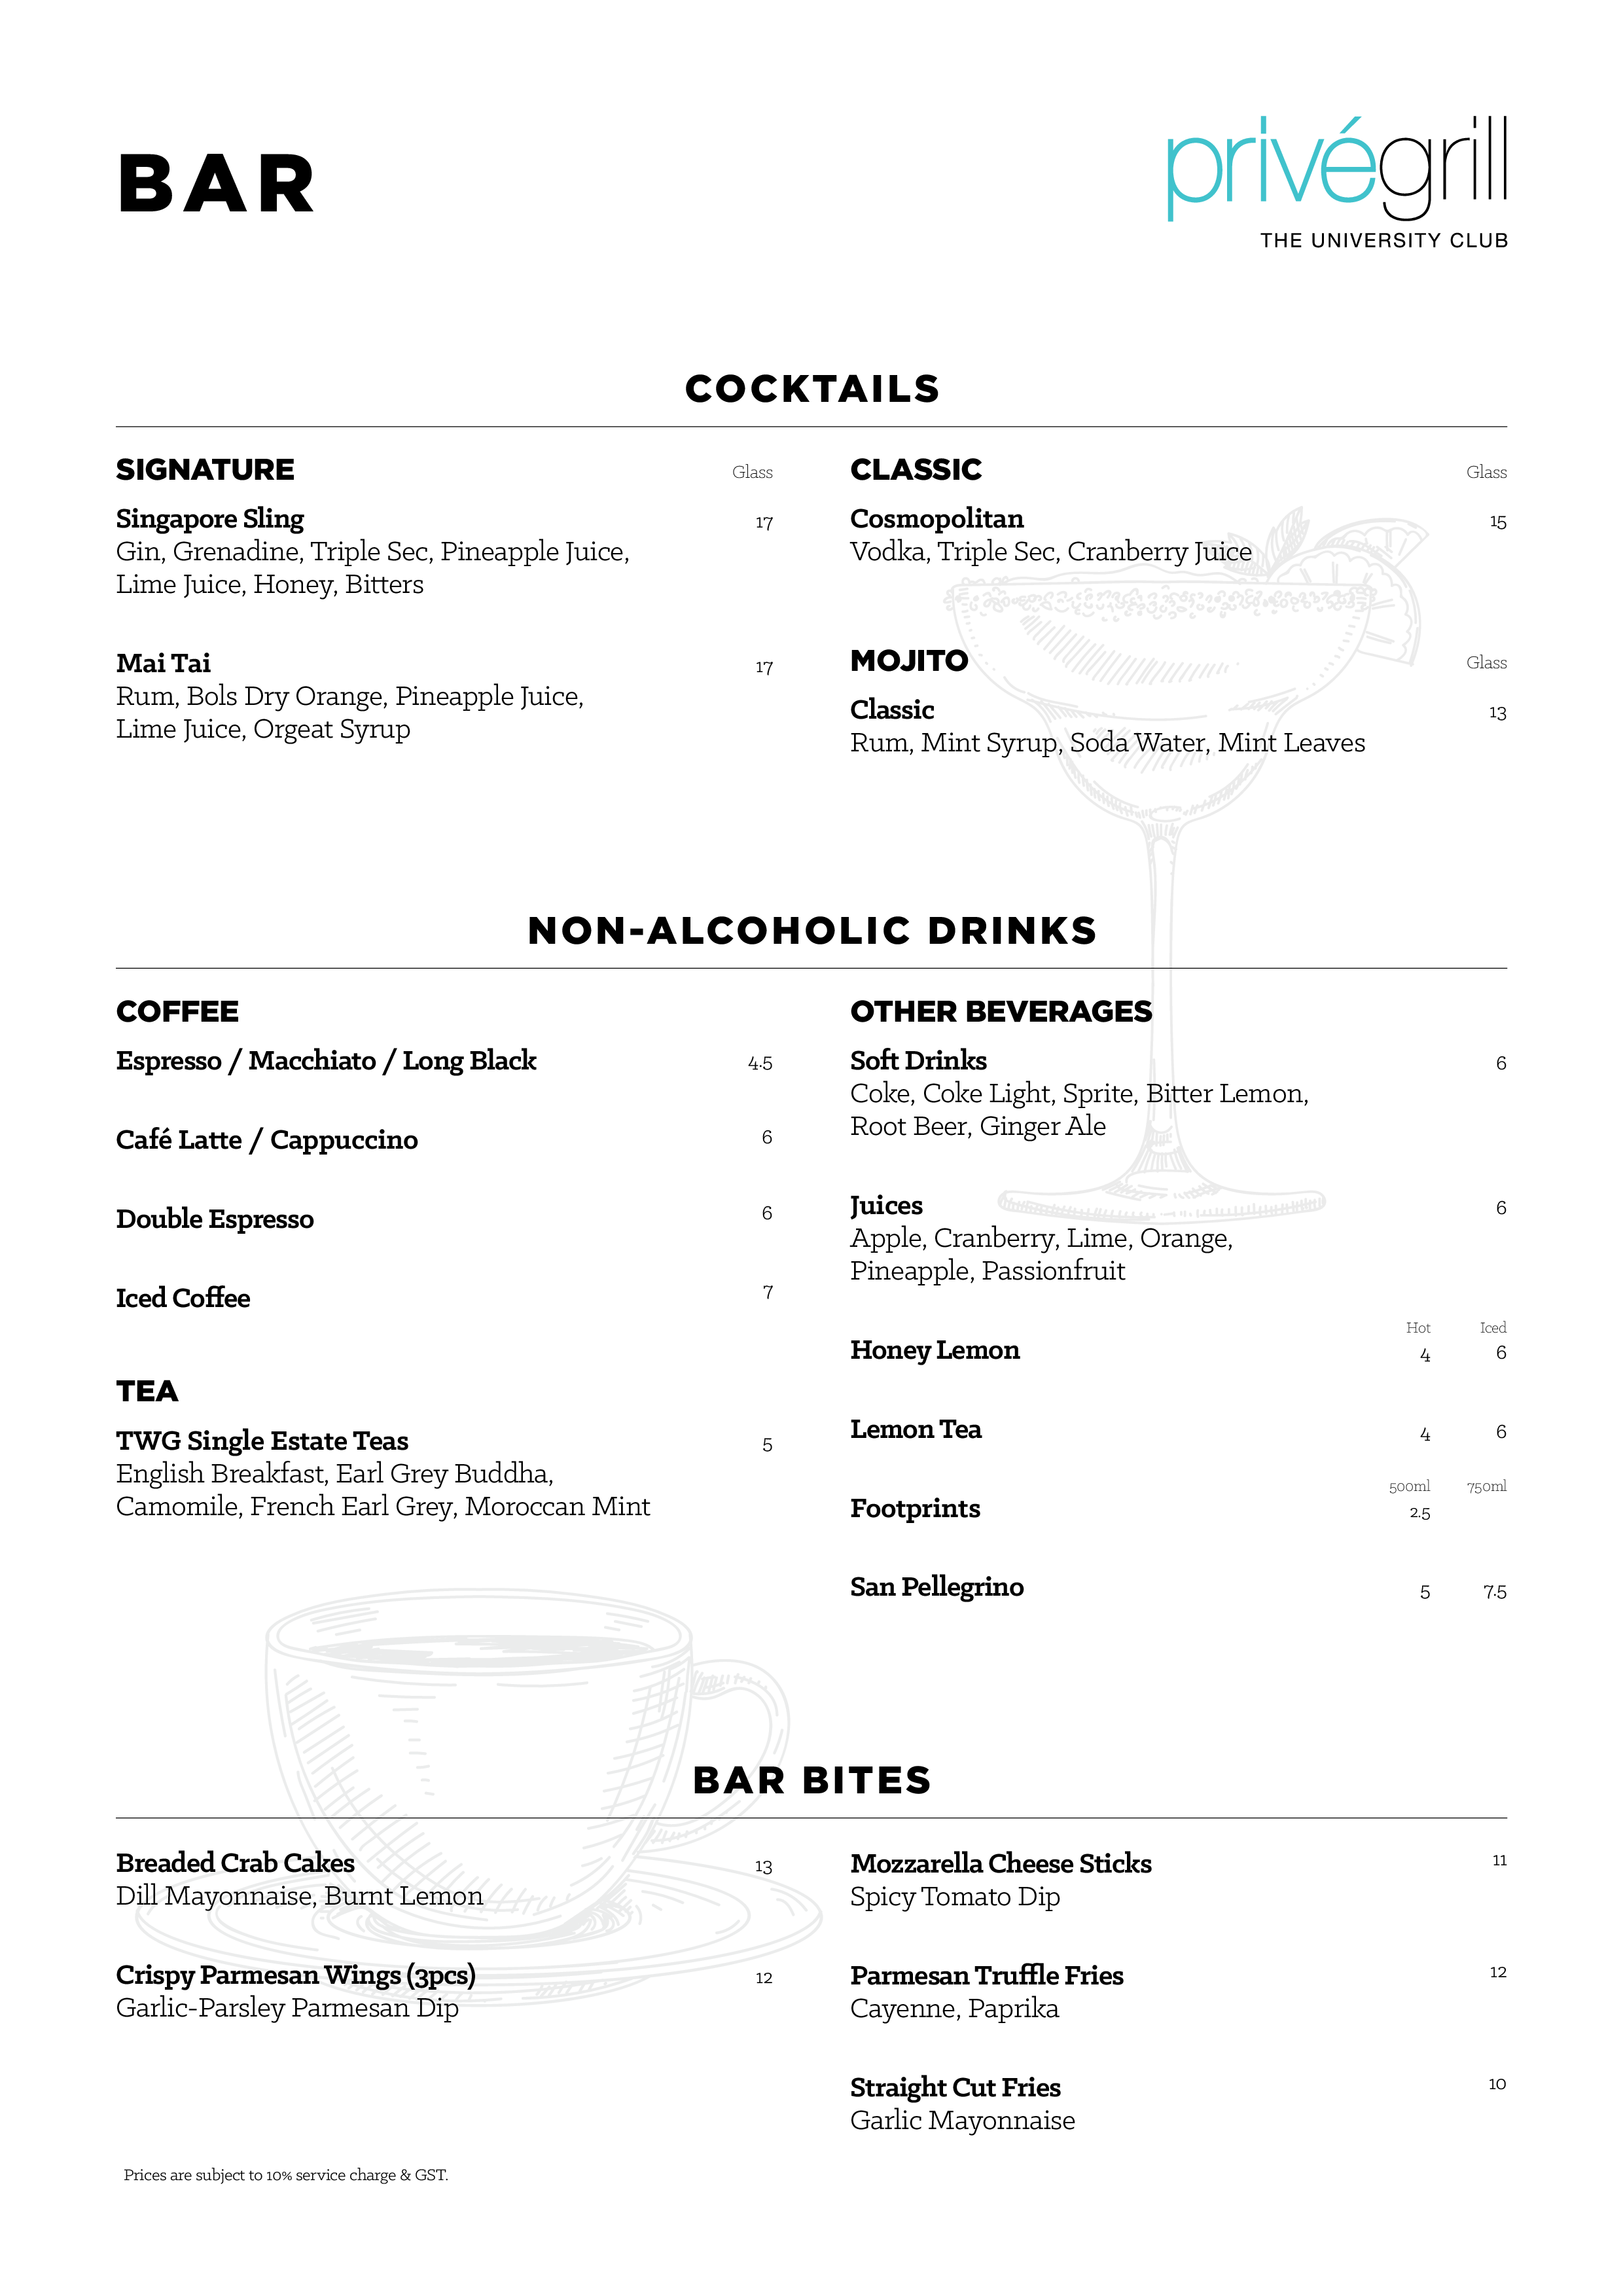 BAR
privégrill
THE UNIVERSITY CLUB
COCKTAILS
SIGNATURE Glass
Singapore Sling 17
Gin, Grenadine, Triple Sec, Pineapple Juice,
Lime Juice, Honey, Bitters
Mai Tai 17
Rum, Bols Dry Orange, Pineapple Juice,
Lime Juice, Orgeat Syrup
CLASSIC Glass
Cosmopolitan 15
Vodka, Triple Sec, Cranberry Juice
MOJITO Glass
Classic 13
Rum, Mint Syrup, Soda Water, Mint Leaves
NON-ALCOHOLIC DRINKS
COFFEE
Espresso / Macchiato / Long Black 4.5
Café Latte / Cappuccino 6
Double Espresso 6
Iced Coffee 7
TEA
TWG Single Estate Teas 5
English Breakfast, Earl Grey Buddha,
Camomile, French Earl Grey, Moroccan Mint
OTHER BEVERAGES
Soft Drinks 6
Coke, Coke Light, Sprite, Bitter Lemon,
Root Beer, Ginger Ale
Juices 6
Apple, Cranberry, Lime, Orange,
Pineapple, Passionfruit
Hot Iced
Honey Lemon 4 6
Lemon Tea 4 6
500ml 750ml
Footprints 2.5
San Pellegrino 5 7.5
BAR BITES
Breaded Crab Cakes 13
Dill Mayonnaise, Burnt Lemon
Crispy Parmesan Wings (3pcs) 12
Garlic-Parsley Parmesan Dip
Mozzarella Cheese Sticks 11
Spicy Tomato Dip
Parmesan Truffle Fries 12
Cayenne, Paprika
Straight Cut Fries 10
Garlic Mayonnaise
Prices are subject to 10% service charge & GST.